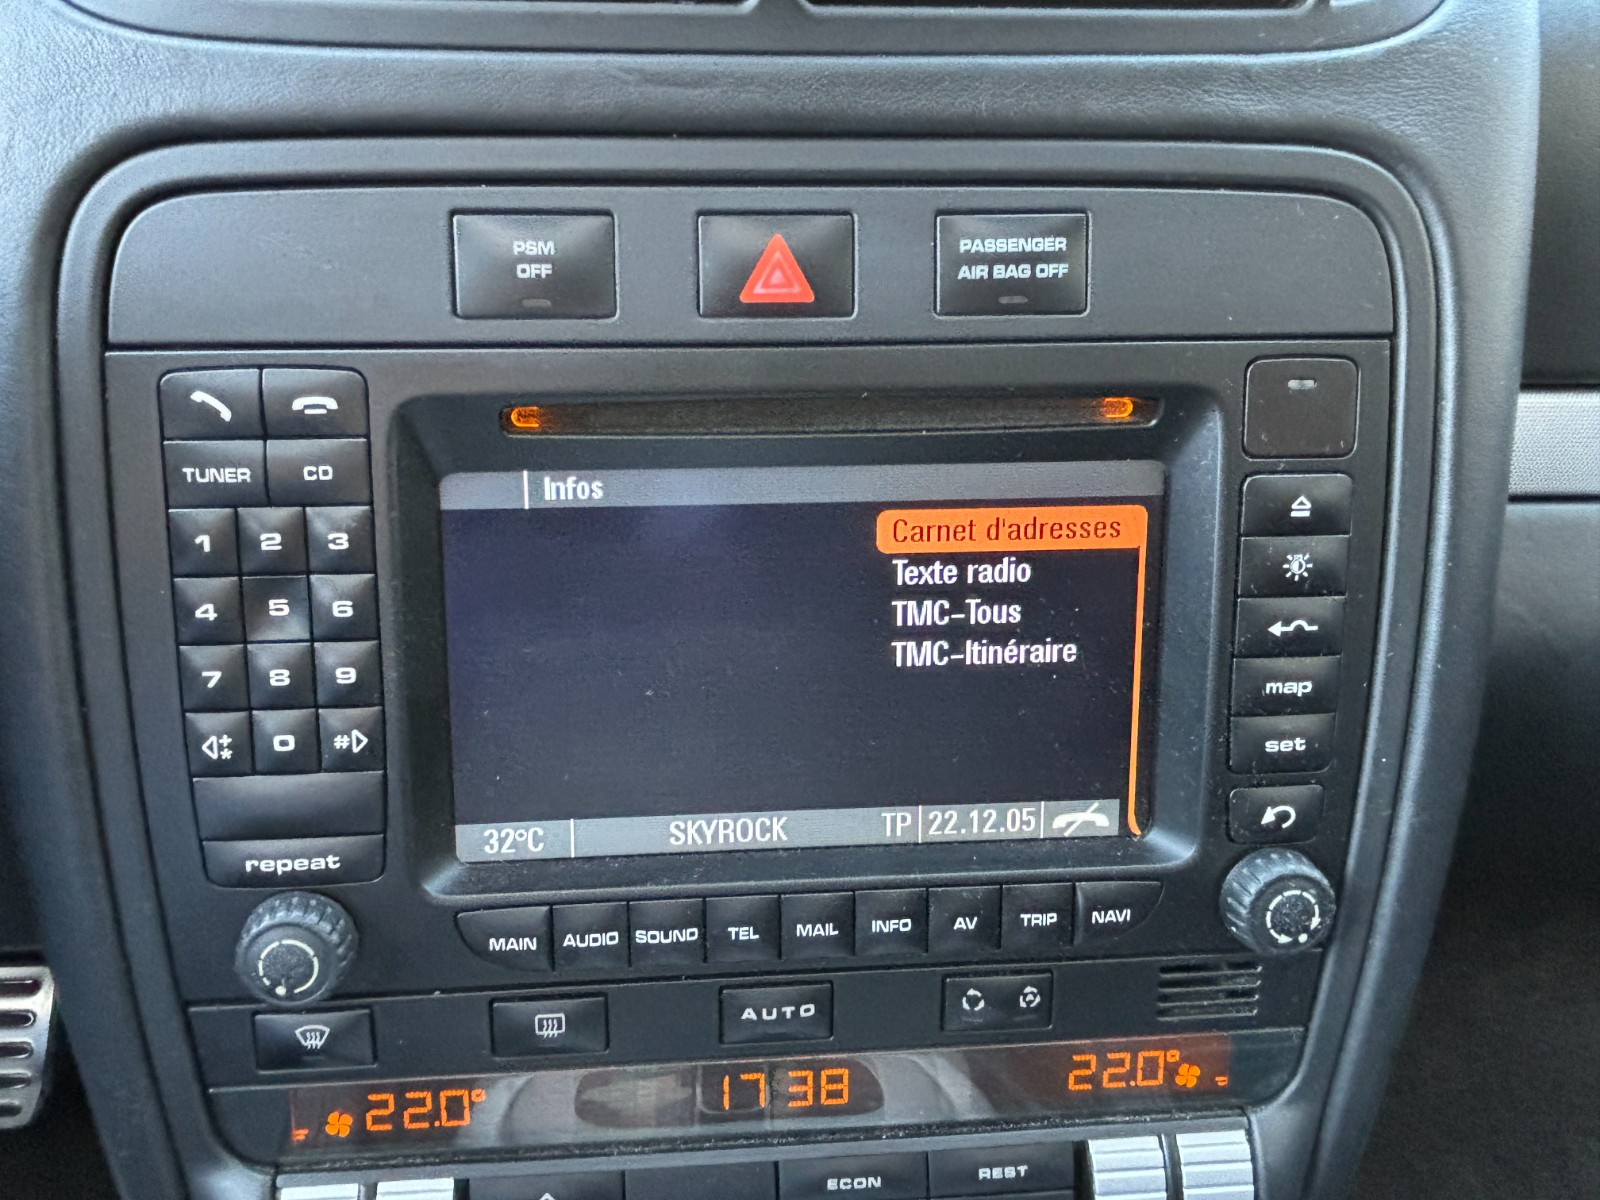 PSM
OFF
PASSENGER
AIR BAG OFF
TUNER
CD
1
2
3
4
5
6
7
8
9
0
#
repeat
Infos
Carnet d'adresses
Texte radio
TMC-Tous
TMC-Itinéraire
32°C
SKYROCK
TP
22.12.05
map
set
MAIN
AUDIO
SOUND
TEL
MAIL
INFO
AV
TRIP
NAVI
AUTO
22.0°
17 38
22.0°
ECON
REST